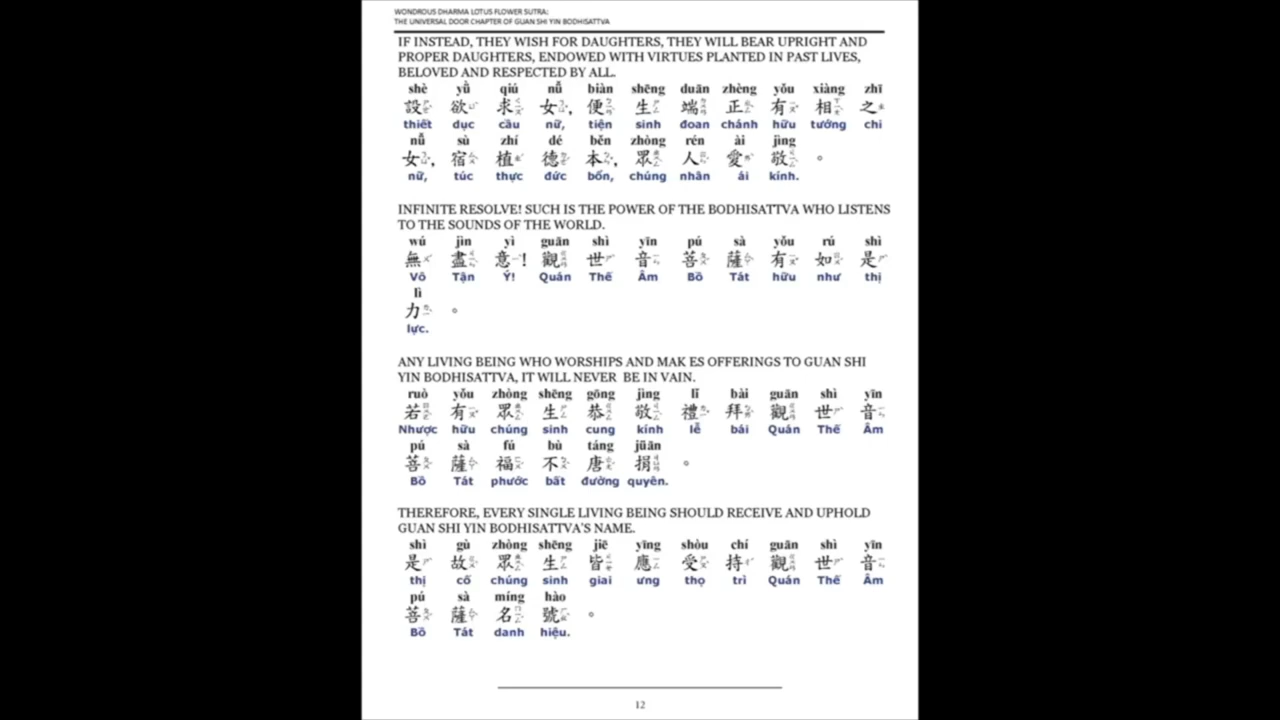 WONDROUS DHARMA LOTUS FLOWER SUTRA:
THE UNIVERSAL DOOR CHAPTER OF GUAN SHI YIN BODHISATTVA
IF INSTEAD, THEY WISH FOR DAUGHTERS, THEY WILL BEAR UPRIGHT AND
PROPER DAUGHTERS, ENDOWED WITH VIRTUES PLANTED IN PAST LIVES,
BELOVED AND RESPECTED BY ALL.
shè yǜ qiú nǚ biàn shēng duān zhèng yǒu xiàng zhī
設 欲 求 女, 便 生 端 正 有 相 之
thiết dục cầu nữ, tiện sinh đoan chánh hữu tướng chi
nǚ sù zhí dé běn zhòng rén ài jìng
女, 宿 植 德 本, 眾 人 愛 敬 。
nữ, túc thực đức bổn, chúng nhân ái kính.
INFINITE RESOLVE! SUCH IS THE POWER OF THE BODHISATTVA WHO LISTENS
TO THE SOUNDS OF THE WORLD.
wú jìn yì guān shì yīn pú sà yǒu rú shì
無 盡 意! 觀 世 音 菩 薩 有 如 是
Vô Tận Ý! Quán Thế Âm Bồ Tát hữu như thị
lì
力 。
lực.
ANY LIVING BEING WHO WORSHIPS AND MAK ES OFFERINGS TO GUAN SHI
YIN BODHISATTVA, IT WILL NEVER BE IN VAIN.
ruò yǒu zhòng shēng gōng jìng lǐ bài guān shì yīn
若 有 眾 生 恭 敬 禮 拜 觀 世 音
Nhược hữu chúng sinh cung kính lễ bái Quán Thế Âm
pú sà fú bù táng jüān
菩 薩 福 不 唐 捐 。
Bồ Tát phước bất đường quyên.
THEREFORE, EVERY SINGLE LIVING BEING SHOULD RECEIVE AND UPHOLD
GUAN SHI YIN BODHISATTVA'S NAME.
shì gù zhòng shēng jiē yīng shòu chí guān shì yīn
是 故 眾 生 皆 應 受 持 觀 世 音
thị cố chúng sinh giai ưng thọ trì Quán Thế Âm
pú sà míng hào
菩 薩 名 號 。
Bồ Tát danh hiệu.
12